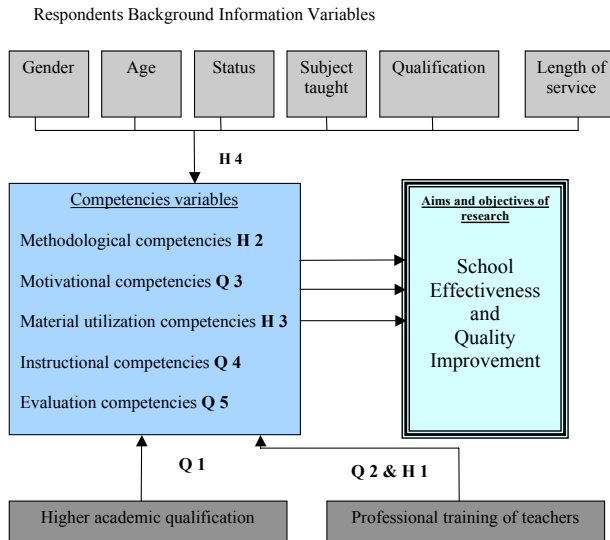 Respondents Background Information Variables
Gender
Age
Status
Subject
taught
Qualification
Length of
service
H 4
Competencies variables
Methodological competencies H 2
Motivational competencies Q 3
Material utilization competencies H 3
Instructional competencies Q 4
Evaluation competencies Q 5
Aims and objectives of
research
School
Effectiveness
and
Quality
Improvement
Q 1
Q 2 & H 1
Higher academic qualification
Professional training of teachers